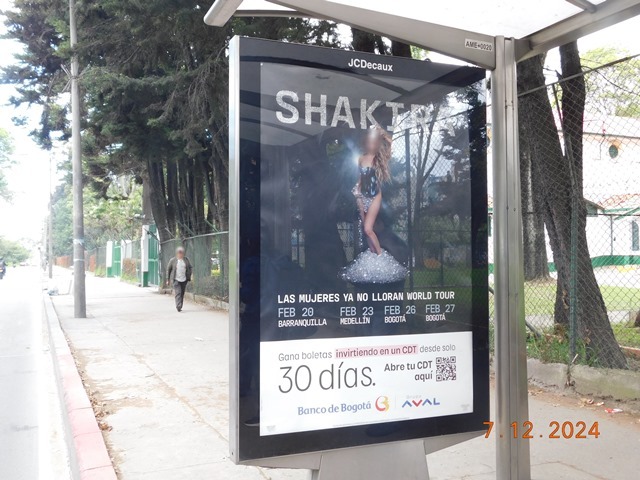 AME-0020
JCDecaux
SHAKIRA
LAS MUJERES YA NO LLORAN WORLD TOUR
FEB 20 FEB 23 FEB 26 FEB 27
BARRANQUILLA MEDELLÍN BOGOTÁ BOGOTÁ
Gana boletas invirtiendo en un CDT desde solo
30 días.
Abre tu CDT
aquí
Banco de Bogotá AVAL
7.12.2024